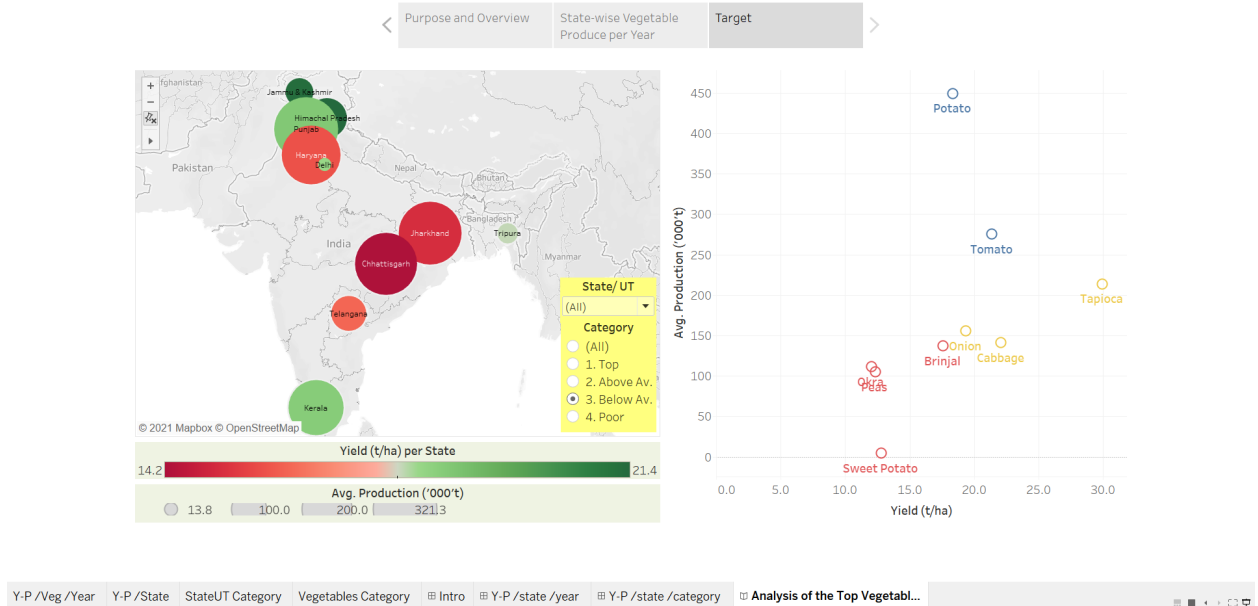 Purpose and Overview
State-wise Vegetable
Produce per Year
Target
fghanistan
Jammu & Kashmir
Himachal Pradesh
Punjab
Haryana
Delhi
Pakistan
Nepal
Bhutan
Bangladesh
India
Jharkhand
Tripura
Chhattisgarh
Myanmar
Telangana
Kerala
© 2021 Mapbox © OpenStreetMap
State/ UT
(All)
Category
(All)
1. Top
2. Above Av.
3. Below Av.
4. Poor
Yield (t/ha) per State
14.2
21.4
Avg. Production ('000't)
13.8
100.0
200.0
321.3
Avg. Production ('000't)
450
400
350
300
250
200
150
100
50
0
Potato
Tomato
Tapioca
Onion
Cabbage
Brinjal
Okra
Peas
Sweet Potato
0.0 5.0 10.0 15.0 20.0 25.0 30.0
Yield (t/ha)
Y-P /Veg /Year
Y-P /State
StateUT Category
Vegetables Category
Intro
Y-P /state /year
Y-P /state /category
Analysis of the Top Vegetabl...